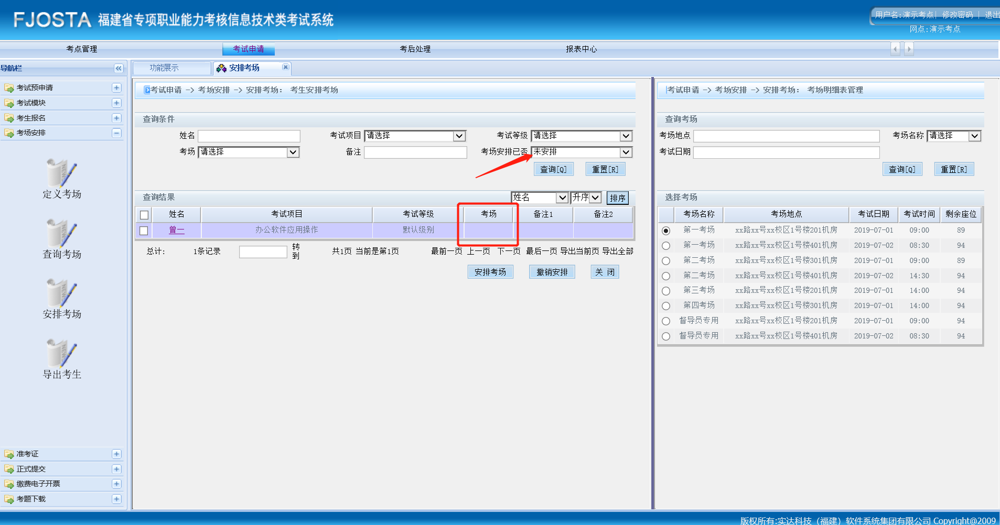 FJOSTA 福建省专项职业能力考核信息技术类考试系统
用户名:演示考点| 修改密码 | 退出
网点:演示考点
考点管理 考试申请 考后处理 报表中心
导航栏
功能展示 安排考场
考试预申请
考试模块
考生报名
考场安排
定义考场
查询考场
安排考场
导出考生
准考证
正式提交
缴费电子开票
考题下载
考试申请 -> 考场安排 -> 安排考场: 考生安排考场
查询条件
姓名 考试项目 请选择 考试等级 请选择
考场 请选择 备注 考场安排已否 未安排
查询[Q] 重置[R]
查询结果 姓名 升序 排序
姓名 考试项目 考试等级 考场 备注1 备注2
曾一 办公软件应用操作 默认级别
总计: 1条记录 转到 共1页 当前是第1页 最前一页 上一页 下一页 最后一页 导出当前页 导出全部
安排考场 撤销安排 关 闭
考试申请 -> 考场安排 -> 安排考场: 考场明细表管理
查询考场
考场地点 考场名称 请选择
考试日期
查询[Q] 重置[R]
选择考场
考场名称 考场地点 考试日期 考试时间 剩余座位
第一考场 xx路xx号xx校区1号楼201机房 2019-07-01 09:00 89
第一考场 xx路xx号xx校区1号楼401机房 2019-07-02 08:30 94
第二考场 xx路xx号xx校区1号楼301机房 2019-07-01 09:00 89
第二考场 xx路xx号xx校区1号楼401机房 2019-07-02 14:30 94
第三考场 xx路xx号xx校区1号楼201机房 2019-07-01 14:00 94
第四考场 xx路xx号xx校区1号楼301机房 2019-07-01 14:00 94
督导员专用 xx路xx号xx校区1号楼201机房 2019-07-01 09:00 94
督导员专用 xx路xx号xx校区1号楼401机房 2019-07-02 08:30 94
版权所有:实达科技（福建）软件系统集团有限公司 Copyright@2009